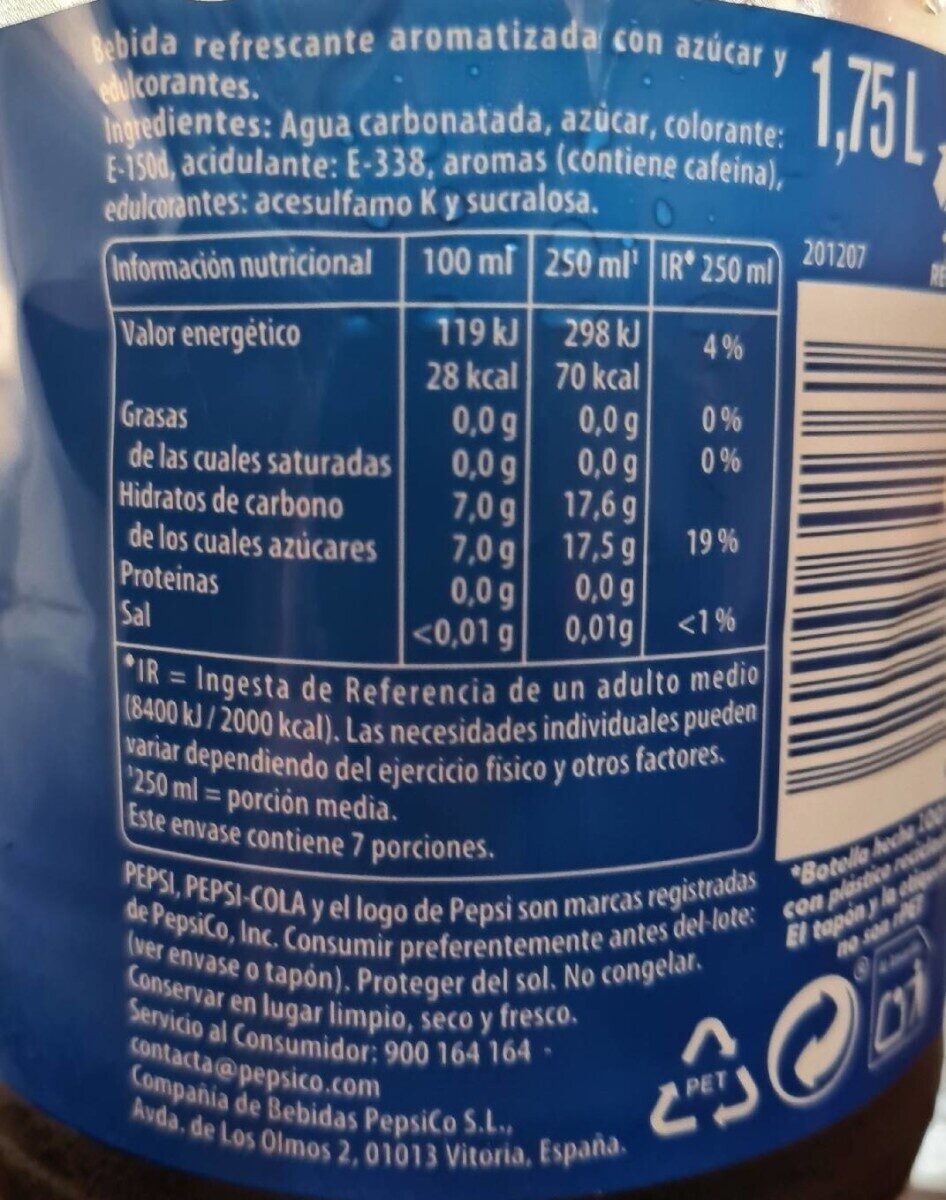 Bebida refrescante aromatizada con azúcar y
edulcorantes.
Ingredientes: Agua carbonatada, azúcar, colorante:
E-150d, acidulante: E-338, aromas (contiene cafeína),
edulcorantes: acesulfamo K y sucralosa.
1,75 L
201207
Información nutricional 100 ml 250 ml¹ IR* 250 ml
Valor energético 119 kJ 298 kJ 4 %
28 kcal 70 kcal
Grasas 0,0 g 0,0 g 0 %
de las cuales saturadas 0,0 g 0,0 g 0 %
Hidratos de carbono 7,0 g 17,6 g
de los cuales azúcares 7,0 g 17,5 g 19 %
Proteínas 0,0 g 0,0 g
Sal <0,01 g 0,01g <1 %
*IR = Ingesta de Referencia de un adulto medio
(8400 kJ / 2000 kcal). Las necesidades individuales pueden
variar dependiendo del ejercicio físico y otros factores.
¹250 ml = porción media.
Este envase contiene 7 porciones.
PEPSI, PEPSI-COLA y el logo de Pepsi son marcas registradas
de PepsiCo, Inc. Consumir preferentemente antes del-lote:
(ver envase o tapón). Proteger del sol. No congelar.
Conservar en lugar limpio, seco y fresco.
Servicio al Consumidor: 900 164 164
contacta@pepsico.com
Compañía de Bebidas PepsiCo S.L.,
Avda. de Los Olmos 2, 01013 Vitoria, España.
*Botella hecha
con plástico
El tapón y la
no son rPET
PET